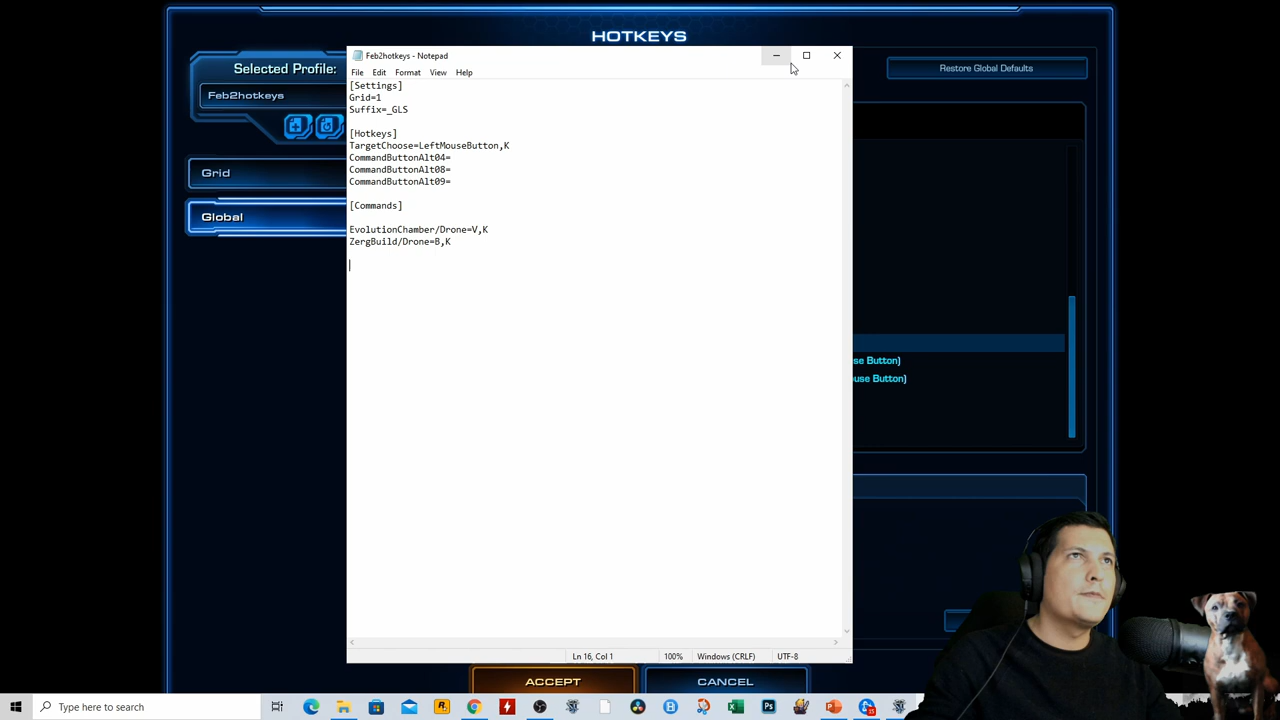 HOTKEYS
Selected Profile:
Feb2hotkeys
Grid
Global
Restore Global Defaults
Feb2hotkeys - Notepad
File Edit Format View Help
[Settings]
Grid=1
Suffix=_GLS
[Hotkeys]
TargetChoose=LeftMouseButton,K
CommandButtonAlt04=
CommandButtonAlt08=
CommandButtonAlt09=
[Commands]
EvolutionChamber/Drone=V,K
ZergBuild/Drone=B,K
se Button)
use Button)
Ln 16, Col 1 100% Windows (CRLF) UTF-8
ACCEPT CANCEL
Type here to search